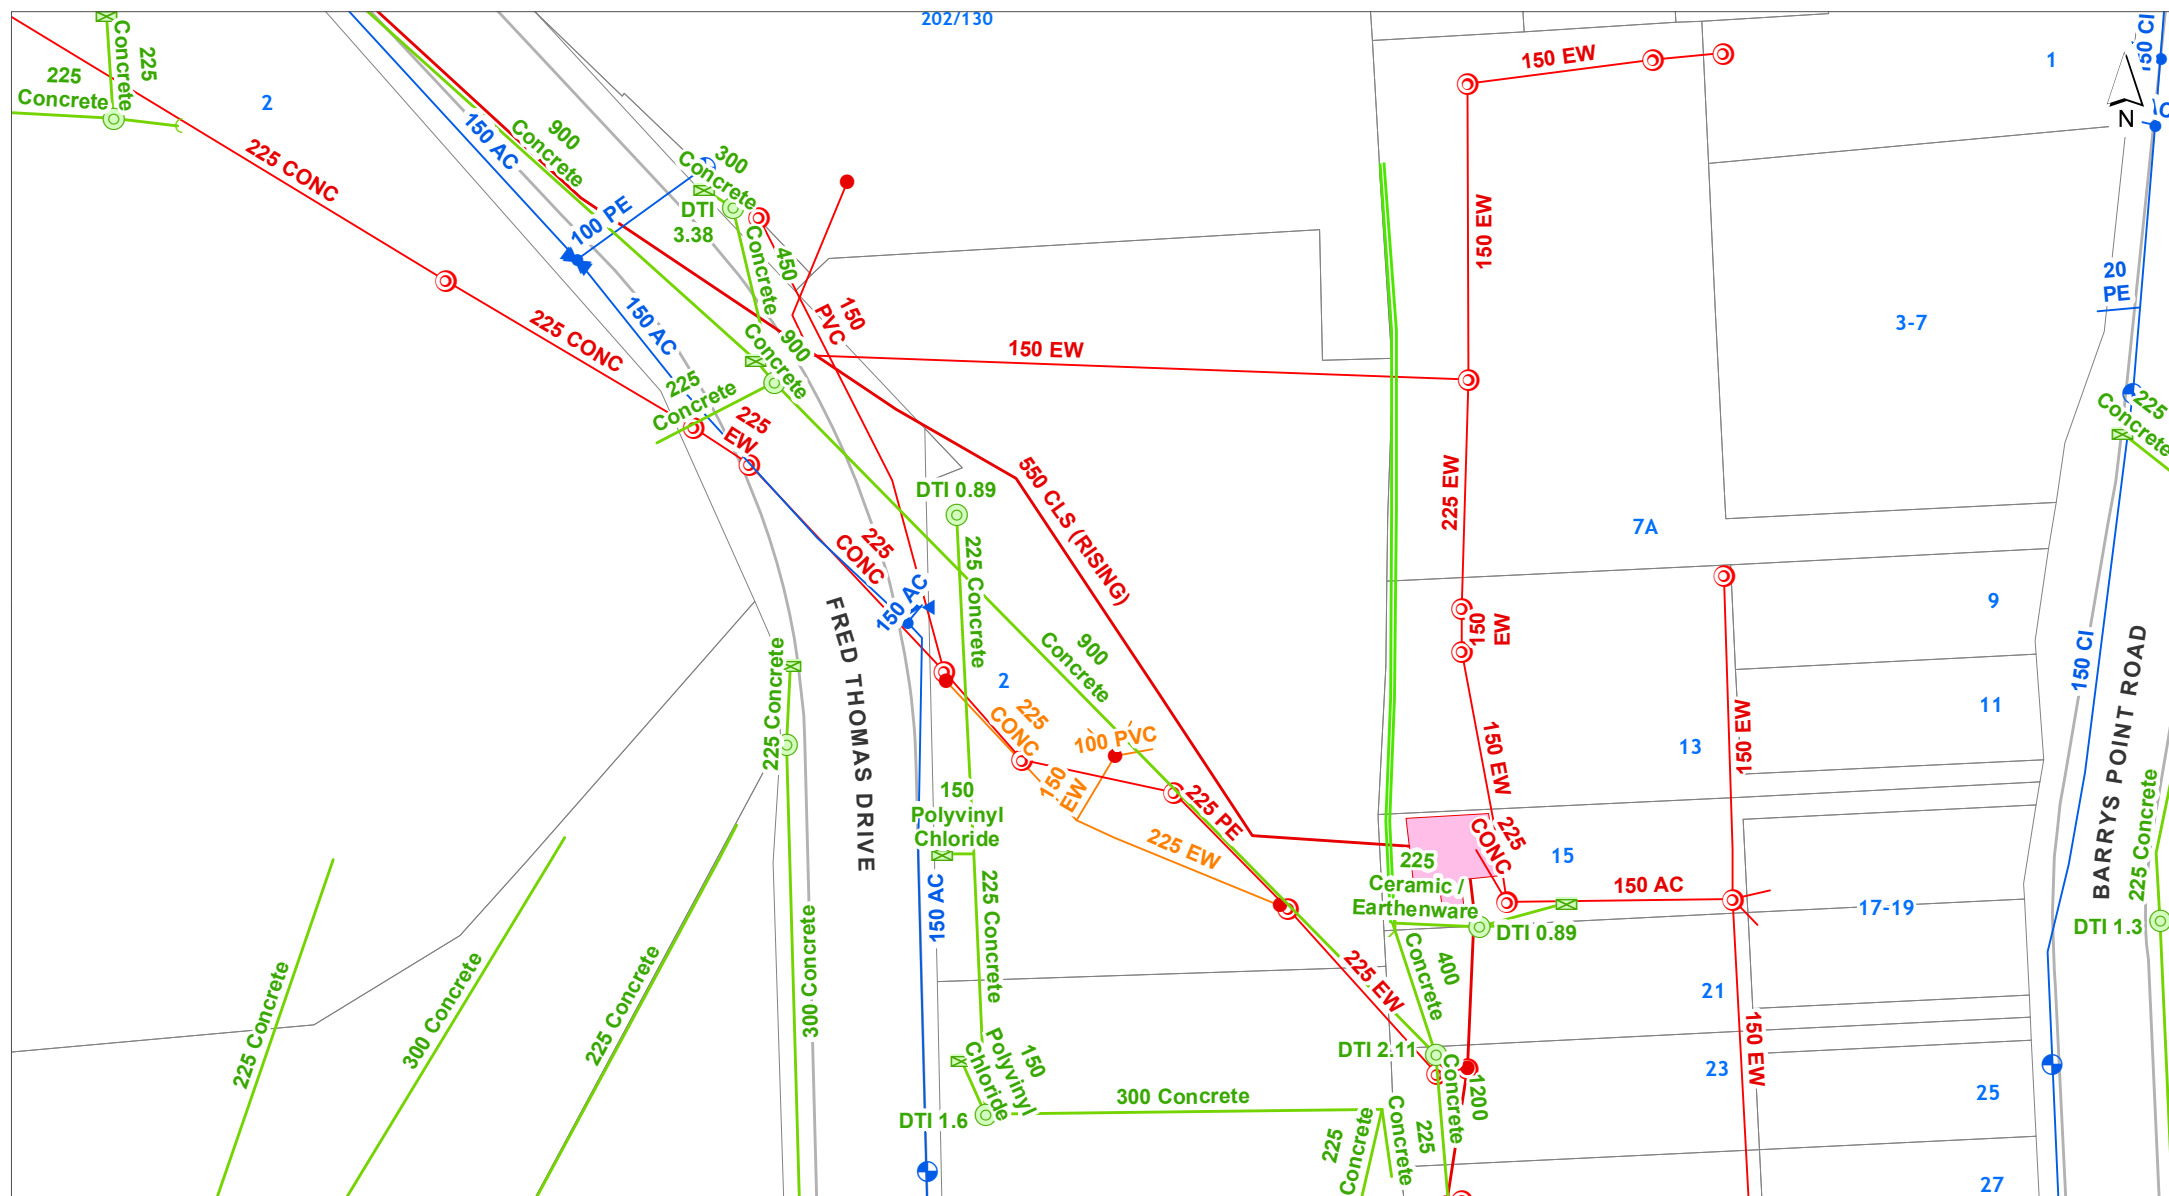 202/130
150 CI
1
N
225
Concrete
225
Concrete
2
225 CONC
150 AC
900
Concrete
300
Concrete
DTI
3.38
100 PE
Concrete
450
150
PVC
150 EW
150 EW
20
PE
3-7
225 CONC
150 AC
900
Concrete
150 EW
225
Concrete
225
EW
225
Concrete
DTI 0.89
550 CLS (RISING)
225 EW
7A
225
CONC
225 Concrete
150 AC
FRED THOMAS DRIVE
150
EW
9
150 CI
BARRYS POINT ROAD
225 Concrete
900
Concrete
2
225
CONC
100 PVC
150
EW
11
13
150 EW
150 EW
225 PE
225 EW
150
Polyvinyl
Chloride
225
CONC
225
Ceramic /
Earthenware
15
150 AC
17-19
225 Concrete
DTI 1.3
DTI 0.89
150 AC
225 Concrete
300 Concrete
225 EW
400
Concrete
21
225 Concrete
300 Concrete
225 Concrete
150
Polyvinyl
Chloride
DTI 2.11
150 EW
23
25
DTI 1.6
300 Concrete
1200
Concrete
225
Concrete
225
Concrete
27